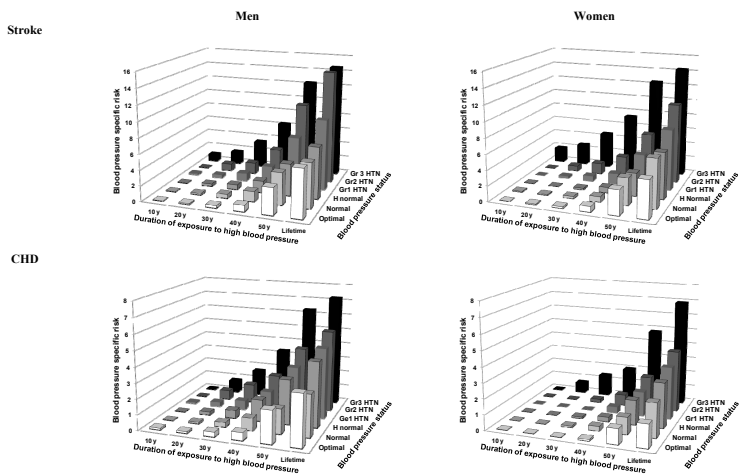 Men
Women
Stroke
Blood pressure specific risk
16
14
12
10
8
6
4
2
0
10 y
20 y
30 y
40 y
50 y
Lifetime
Duration of exposure to high blood pressure
Gr 3 HTN
Gr2 HTN
Gr1 HTN
H normal
Normal
Optimal
Blood pressure status
Blood pressure specific risk
16
14
12
10
8
6
4
2
0
10 y
20 y
30 y
40 y
50 y
Lifetime
Duration of exposure to high blood pressure
Gr3 HTN
Gr2 HTN
Gr1 HTN
H normal
Normal
Optimal
Blood pressure status
CHD
Blood pressure specific risk
8
7
6
5
4
3
2
1
0
10 y
20 y
30 y
40 y
50 y
Lifetime
Duration of exposure to high blood pressure
Gr3 HTN
Gr2 HTN
Ge1 HTN
H normal
Normal
Optimal
Blood pressure status
Blood pressure specific risk
8
7
6
5
4
3
2
1
0
10 y
20 y
30 y
40 y
50 y
Lifetime
Duration of exposure to high blood pressure
Gr3 HTN
Gr2 HTN
Gr1 HTN
H normal
Normal
Optimal
Blood pressure status